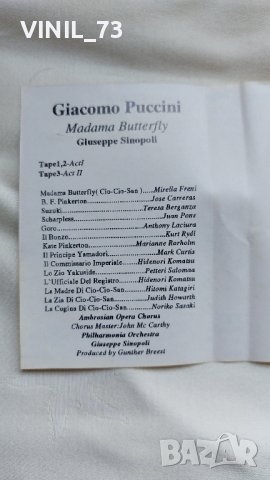 VINIL_73
Giacomo Puccini
Madama Butterfly
Giuseppe Sinopoli
Tape1,2-ActI
Tape3-Act II
Madama Butterfly( Cio-Cio-San ).....Mirella Freni
B. F. Pinkerton................Jose Carreras
Suzuki...................Teresa Berganza
Scharpless.....................Juan Pons
Goro.....................Anthony Laciura
Il Bonzo.......................Kurt Rydl
Kate Pinkerton.........Marianne Rorholm
Il Principe Yamadori.........Mark Curtis
Il Commissario Imperiale...Hidenori Komatsu
Lo Zio Yakuside..........Petteri Salomaa
L'Ufficiale Del Registro....Hidenori Komatsu
La Madre Di Cio-Cio-San....Hitomi Katagiri
La Zia Di Cio-Cio-San......Judith Howarth
La Cugina Di Cio-Cio-San......Noriko Sasaki
Ambrosian Opera Chorus
Chorus Master:John Mc Carthy
Philharmonia Orchestra
Giuseppe Sinopoli
Produced by Gunther Breest
bazar
БАЗАР